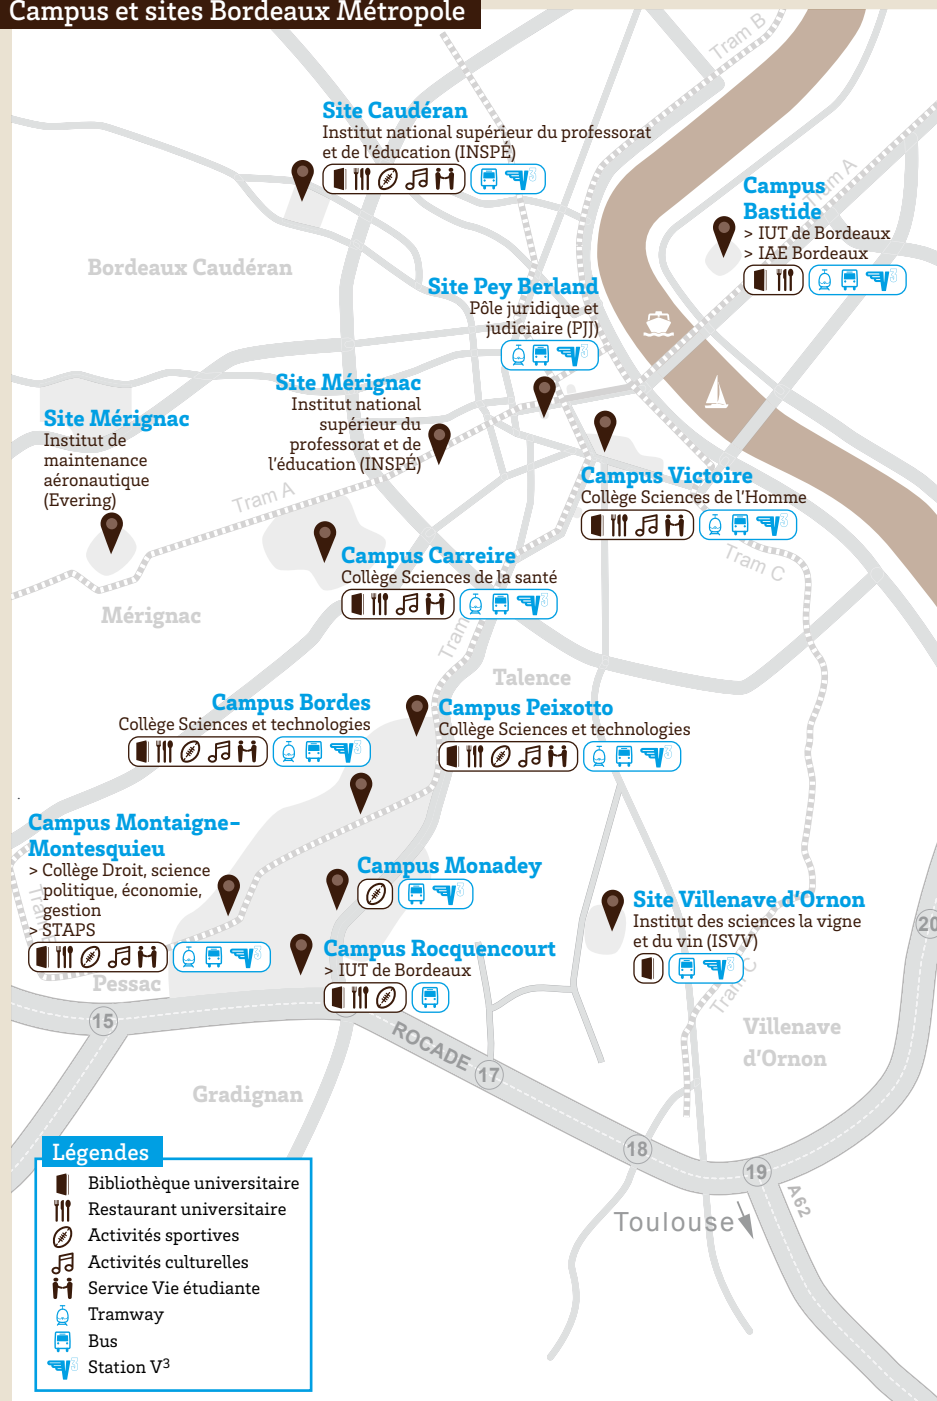 Campus et sites Bordeaux Métropole
Tram B
Site Caudéran
Institut national supérieur du professorat
et de l'éducation (INSPÉ)
Tram A
Campus
Bastide
> IUT de Bordeaux
> IAE Bordeaux
Bordeaux Caudéran
Site Pey Berland
Pôle juridique et
judiciaire (PJJ)
Site Mérignac
Institut national
supérieur du
professorat et de
l'éducation (INSPÉ)
Site Mérignac
Institut de
maintenance
aéronautique
(Evering)
Tram A
Campus Victoire
Collège Sciences de l'Homme
Tram C
Campus Carreire
Collège Sciences de la santé
Mérignac
Tram
Talence
Campus Bordes
Collège Sciences et technologies
Campus Peixotto
Collège Sciences et technologies
Campus Montaigne-
Montesquieu
> Collège Droit, science
politique, économie,
gestion
> STAPS
Tram
Campus Monadey
Site Villenave d'Ornon
Institut des sciences la vigne
et du vin (ISVV)
Tram C
20
Campus Rocquencourt
> IUT de Bordeaux
Pessac
15
ROCADE
17
Villenave
d'Ornon
Gradignan
18
19
A62
Toulouse
Légendes
Bibliothèque universitaire
Restaurant universitaire
Activités sportives
Activités culturelles
Service Vie étudiante
Tramway
Bus
Station V³